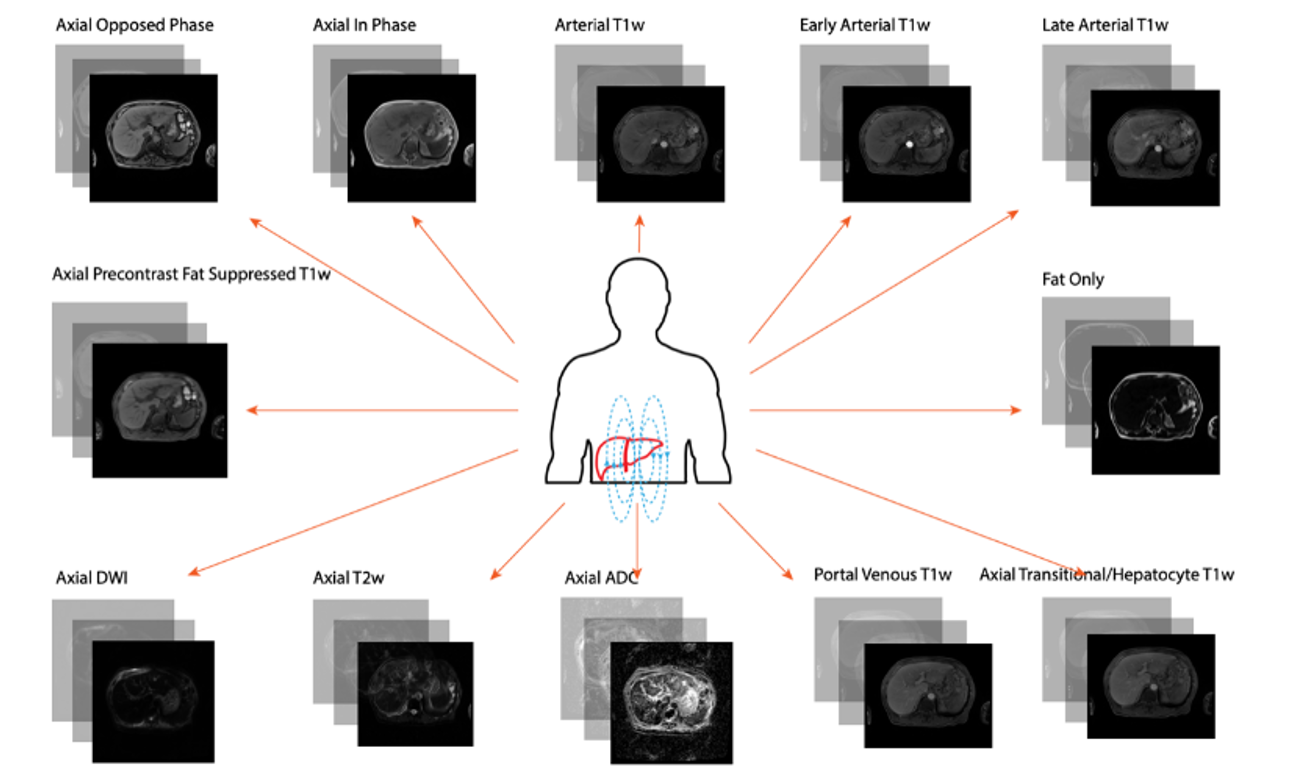 Axial Opposed Phase
Axial In Phase
Arterial T1w
Early Arterial T1w
Late Arterial T1w
Axial Precontrast Fat Suppressed T1w
Fat Only
Axial DWI
Axial T2w
Axial ADC
Portal Venous T1w
Axial Transitional/Hepatocyte T1w